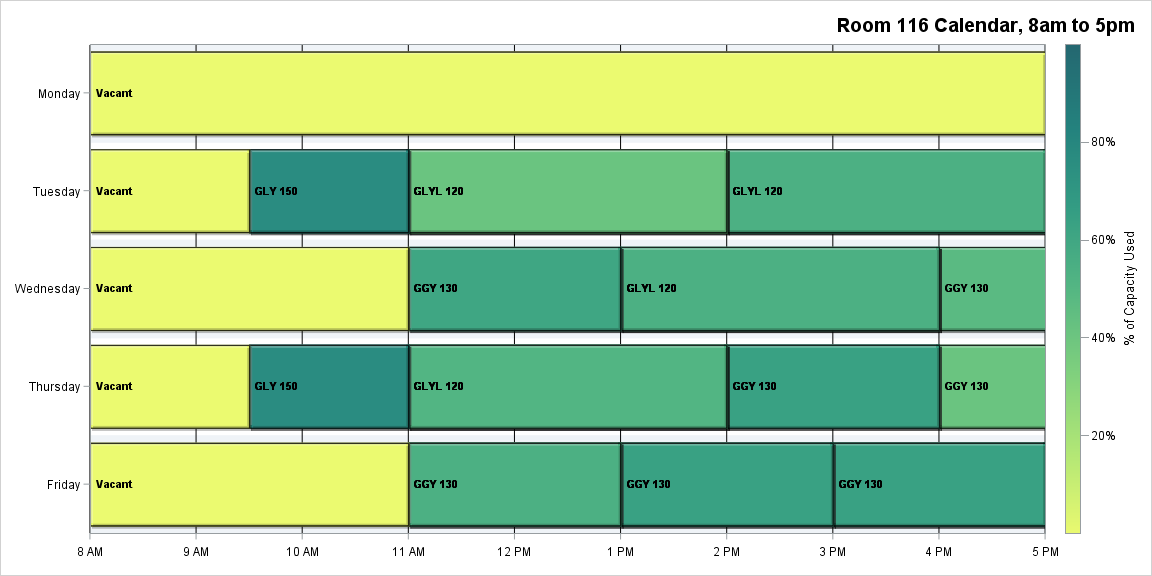 Room 116 Calendar, 8am to 5pm
Monday
Vacant
Tuesday
Vacant
GLY 150
GLYL 120
GLYL 120
Wednesday
Vacant
GGY 130
GLYL 120
GGY 130
Thursday
Vacant
GLY 150
GLYL 120
GGY 130
GGY 130
Friday
Vacant
GGY 130
GGY 130
GGY 130
8 AM
9 AM
10 AM
11 AM
12 PM
1 PM
2 PM
3 PM
4 PM
5 PM
80%
60%
40%
20%
% of Capacity Used